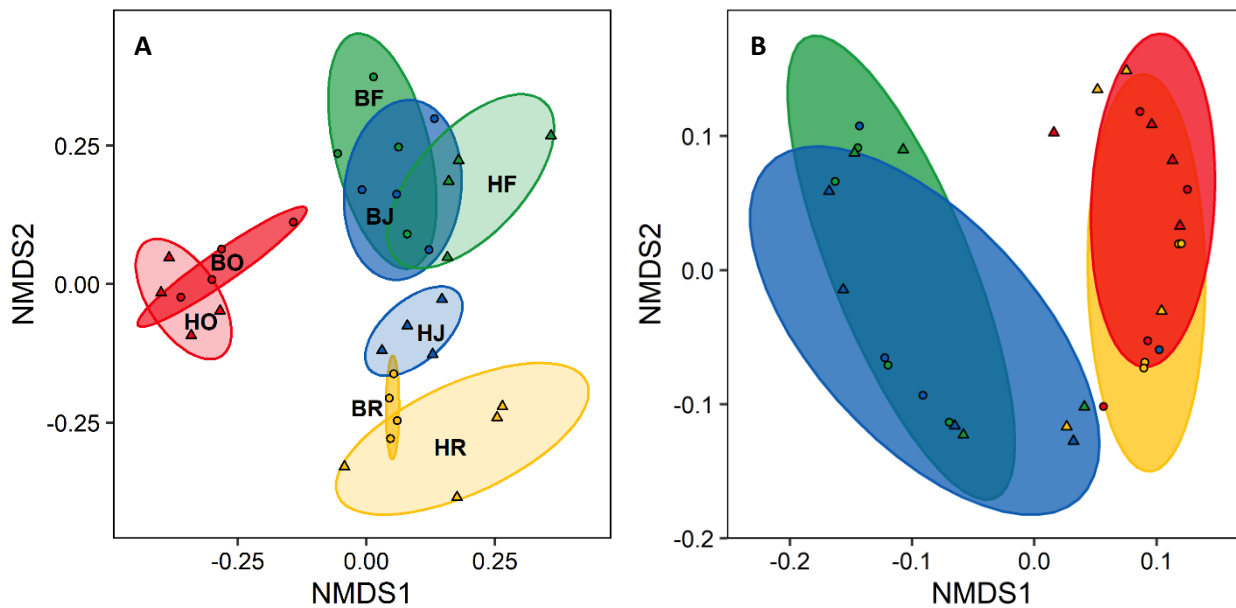 A
BF
BJ
HF
BO
HO
HJ
BR
HR
0.25
0.00
-0.25
NMDS2
-0.25
0.00
0.25
NMDS1
B
0.1
0.0
-0.1
-0.2
NMDS2
-0.2
-0.1
0.0
0.1
NMDS1